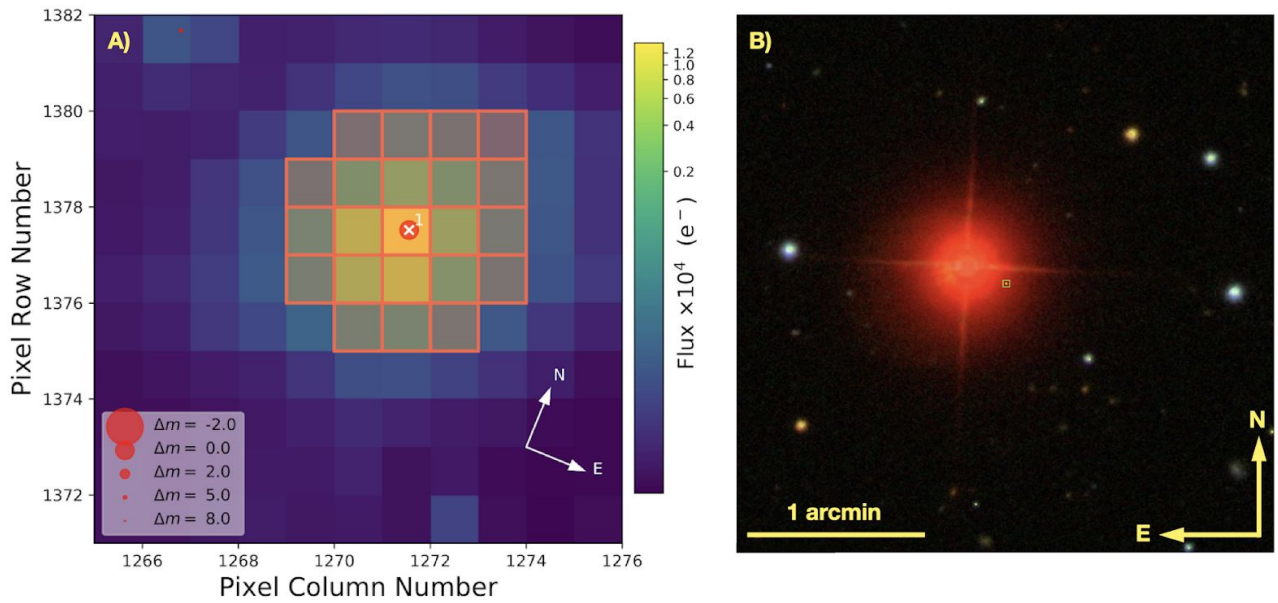 A)
Pixel Row Number
1382
1380
1378
1376
1374
1372
1
N
E
Δm = -2.0
Δm = 0.0
Δm = 2.0
Δm = 5.0
Δm = 8.0
1266 1268 1270 1272 1274 1276
Pixel Column Number
1.2
1.0
0.8
0.6
0.4
0.2
Flux ×10⁴ (e⁻)
B)
1 arcmin
N
E